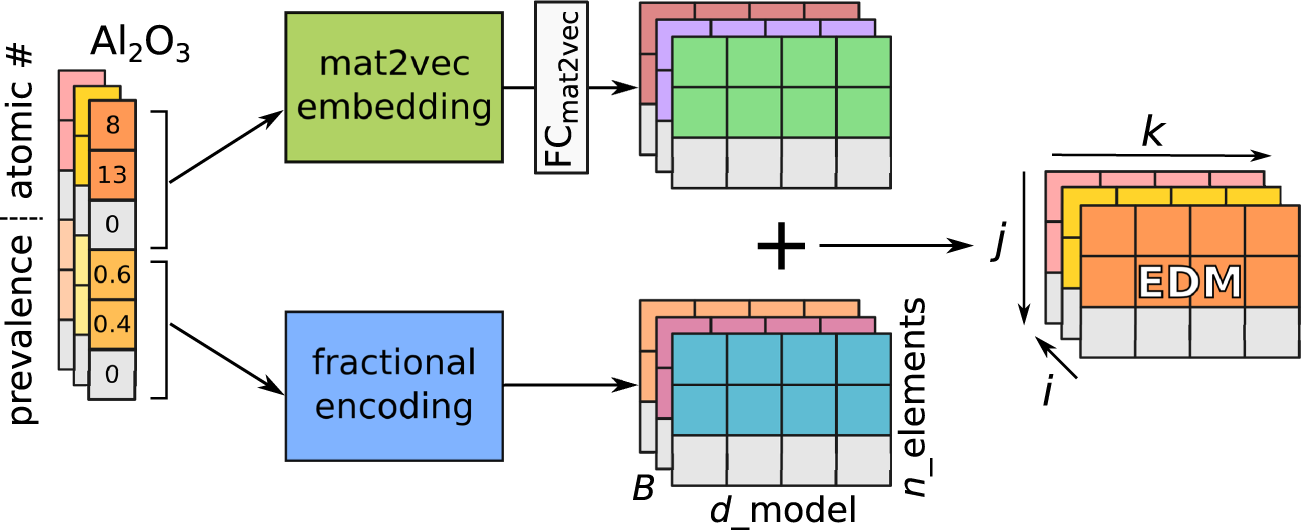 Al₂O₃
atomic #
prevalence
8
13
0
0.6
0.4
0
mat2vec
embedding
FCmat2vec
fractional
encoding
B
d_model
n_elements
+
k
j
i
EDM